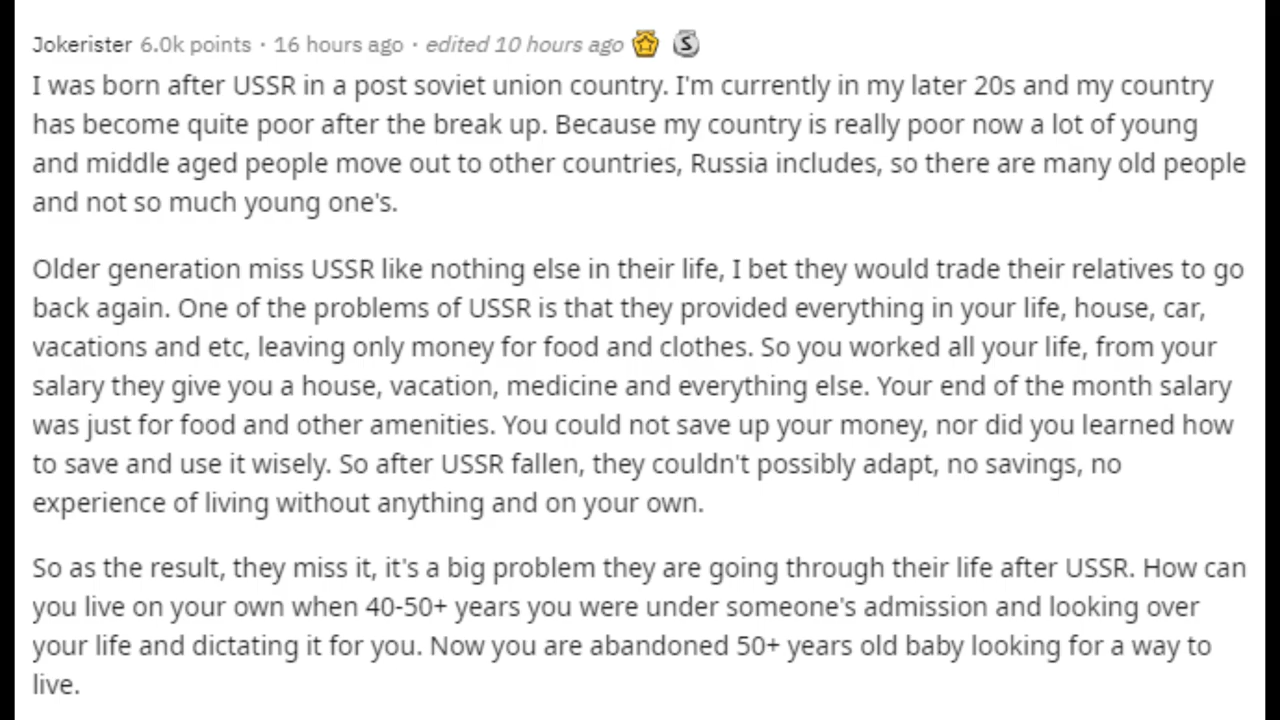 Jokerister 6.0k points · 16 hours ago · edited 10 hours ago S
I was born after USSR in a post soviet union country. I'm currently in my later 20s and my country
has become quite poor after the break up. Because my country is really poor now a lot of young
and middle aged people move out to other countries, Russia includes, so there are many old people
and not so much young one's.
Older generation miss USSR like nothing else in their life, I bet they would trade their relatives to go
back again. One of the problems of USSR is that they provided everything in your life, house, car,
vacations and etc, leaving only money for food and clothes. So you worked all your life, from your
salary they give you a house, vacation, medicine and everything else. Your end of the month salary
was just for food and other amenities. You could not save up your money, nor did you learned how
to save and use it wisely. So after USSR fallen, they couldn't possibly adapt, no savings, no
experience of living without anything and on your own.
So as the result, they miss it, it's a big problem they are going through their life after USSR. How can
you live on your own when 40-50+ years you were under someone's admission and looking over
your life and dictating it for you. Now you are abandoned 50+ years old baby looking for a way to
live.